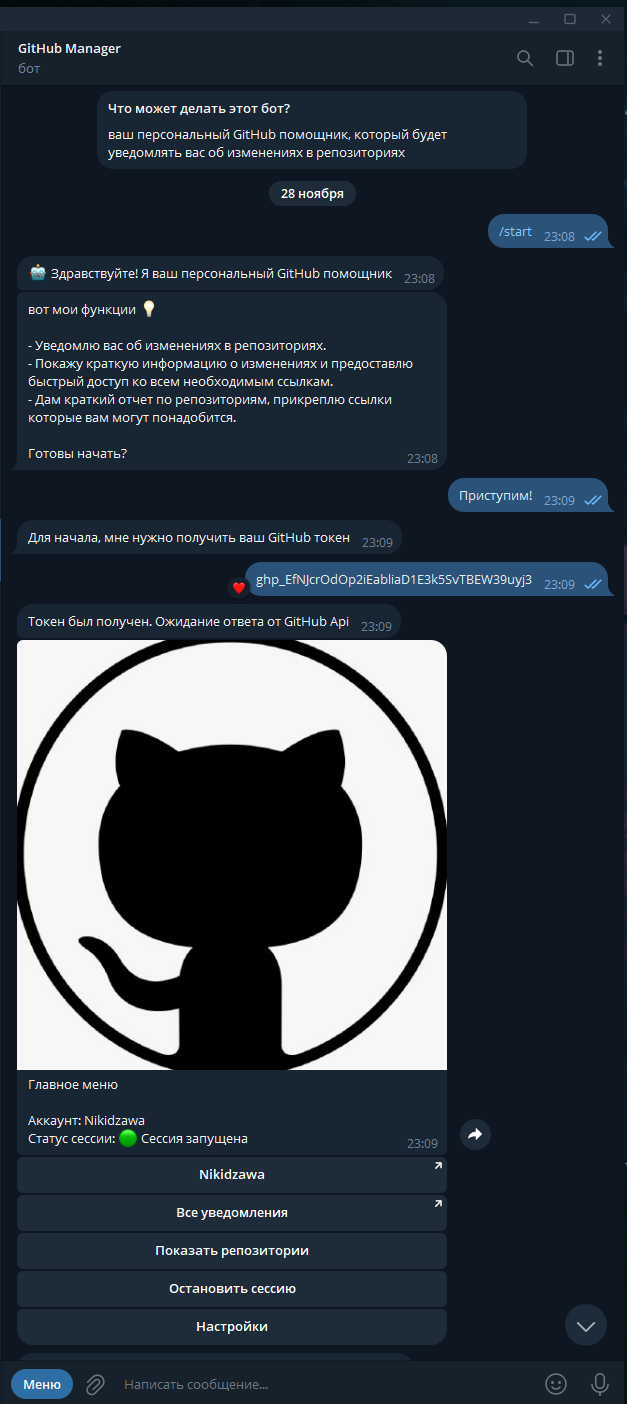 GitHub Manager
бот
Что может делать этот бот?
ваш персональный GitHub помощник, который будет
уведомлять вас об изменениях в репозиториях
28 ноября
/start 23:08
🤖 Здравствуйте! Я ваш персональный GitHub помощник 23:08
вот мои функции 💡
- Уведомлю вас об изменениях в репозиториях.
- Покажу краткую информацию о изменениях и предоставлю
быстрый доступ ко всем необходимым ссылкам.
- Дам краткий отчет по репозиториям, прикреплю ссылки
которые вам могут понадобится.
Готовы начать? 23:08
Приступим! 23:09
Для начала, мне нужно получить ваш GitHub токен 23:09
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 23:09
Токен был получен. Ожидание ответа от GitHub Api 23:09
Главное меню
Аккаунт: Nikidzawa
Статус сессии: 🟢 Сессия запущена 23:09
Nikidzawa
Все уведомления
Показать репозитории
Остановить сессию
Настройки
Меню
Написать сообщение...